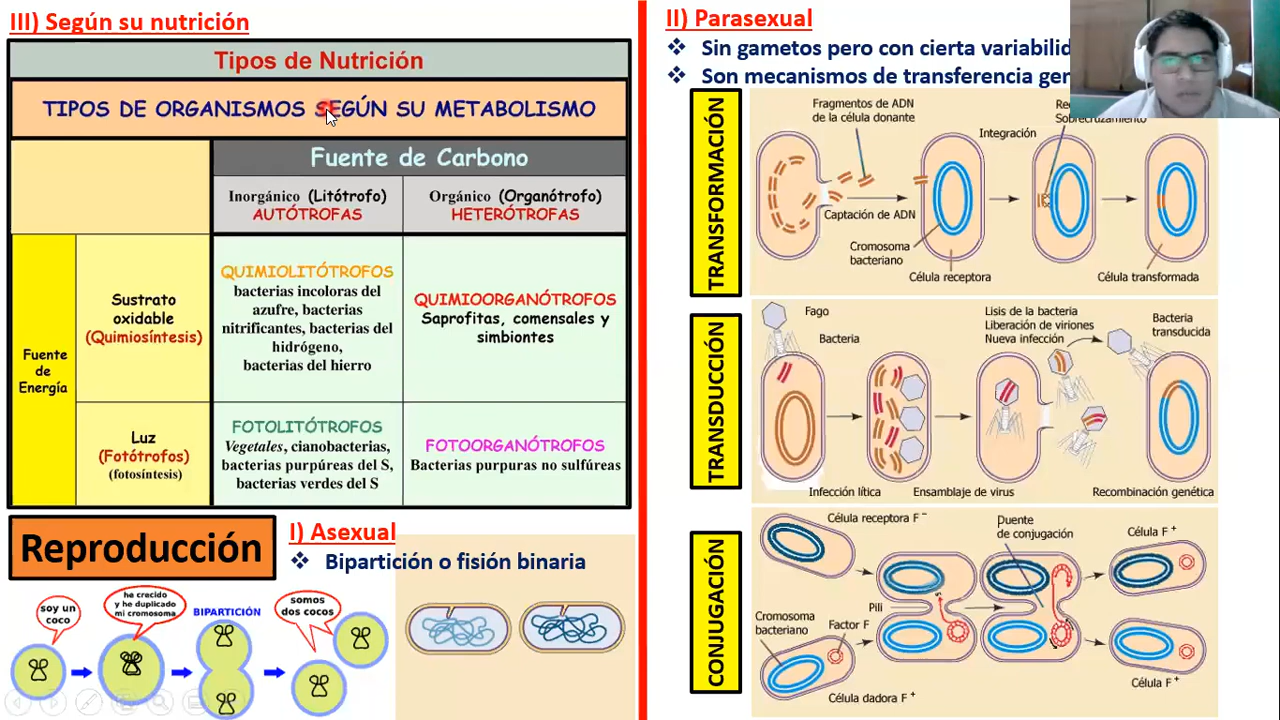 III) Según su nutrición
Tipos de Nutrición
TIPOS DE ORGANISMOS SEGÚN SU METABOLISMO
Fuente de Carbono
Inorgánico (Litótrofo)
AUTÓTROFAS
Orgánico (Organótrofo)
HETERÓTROFAS
Fuente
de
Energía
Sustrato
oxidable
(Quimiosíntesis)
QUIMIOLITÓTROFOS
bacterias incoloras del
azufre, bacterias
nitrificantes, bacterias del
hidrógeno,
bacterias del hierro
QUIMIOORGANÓTROFOS
Saprofitas, comensales y
simbiontes
Luz
(Fotótrofos)
(fotosíntesis)
FOTOLITÓTROFOS
Vegetales, cianobacterias,
bacterias purpúreas del S,
bacterias verdes del S
FOTOORGANÓTROFOS
Bacterias purpuras no sulfúreas
Reproducción
I) Asexual
Bipartición o fisión binaria
soy un
coco
ha crecido
y he duplicado
mi cromosoma
BIPARTICIÓN
somos
dos cocos
II) Parasexual
Sin gametos pero con cierta
Son mecanismos de transferencia
TRANSFORMACIÓN
Fragmentos de ADN
de la célula donante
Integración
Sobrecruzamiento
Captación de ADN
Cromosoma
bacteriano
Célula receptora
Célula transformada
TRANSDUCCIÓN
Fago
Bacteria
Lisis de la bacteria
Liberación de viriones
Nueva infección
Bacteria
transducida
Infección lítica
Ensamblaje de virus
Recombinación genética
CONJUGACIÓN
Célula receptora F⁻
Puente
de conjugación
Célula F⁺
Pili
Cromosoma
bacteriano
Factor F
Célula dadora F⁺
Célula F⁺